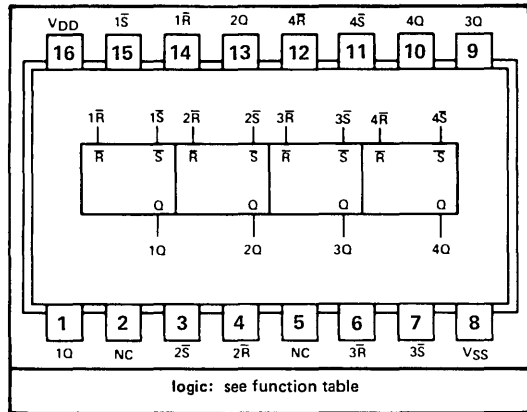 VDD 1S̅ 1R̅ 2Q 4R̅ 4S̅ 4Q 3Q
16 15 14 13 12 11 10 9
1R̅ 1S̅ 2R̅ 2S̅ 3R̅ 3S̅ 4R̅ 4S̅
R̅ S̅ R̅ S̅ R̅ S̅ R̅ S̅
Q Q Q Q
1Q 2Q 3Q 4Q
1 2 3 4 5 6 7 8
1Q NC 2S̅ 2R̅ NC 3R̅ 3S̅ VSS
logic: see function table